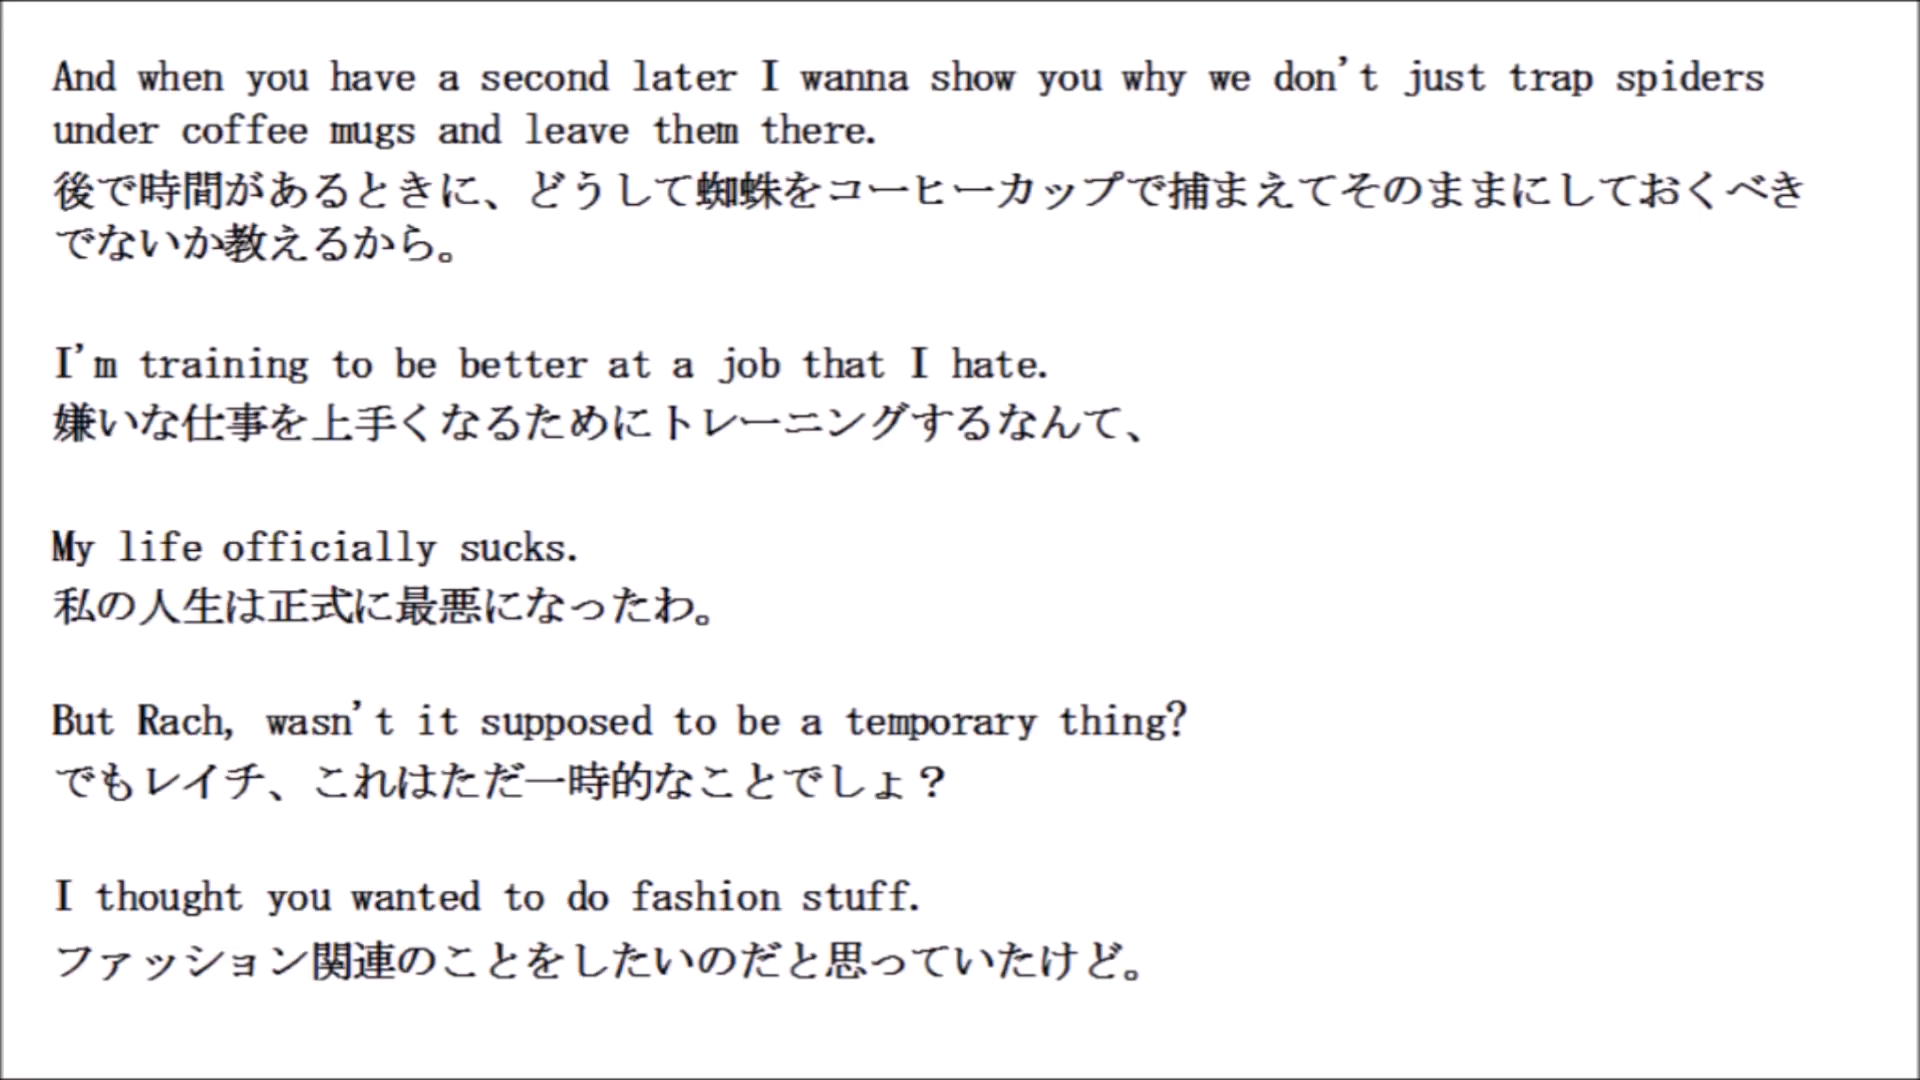 And when you have a second later I wanna show you why we don't just trap spiders
under coffee mugs and leave them there.
後で時間があるときに、どうして蜘蛛をコーヒーカップで捕まえてそのままにしておくべき
でないか教えるから。
I'm training to be better at a job that I hate.
嫌いな仕事を上手くなるためにトレーニングするなんて、
My life officially sucks.
私の人生は正式に最悪になったわ。
But Rach, wasn't it supposed to be a temporary thing?
でもレイチ、これはただ一時的なことでしょ？
I thought you wanted to do fashion stuff.
ファッション関連のことをしたいのだと思っていたけど。